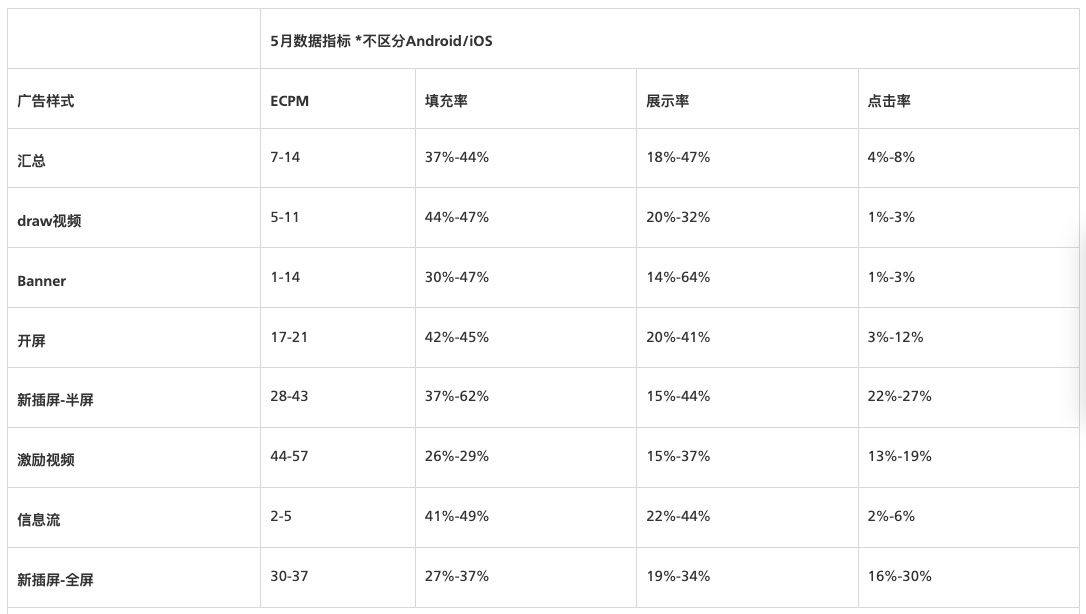 5月数据指标 *不区分Android/iOS
广告样式 ECPM 填充率 展示率 点击率
汇总 7-14 37%-44% 18%-47% 4%-8%
draw视频 5-11 44%-47% 20%-32% 1%-3%
Banner 1-14 30%-47% 14%-64% 1%-3%
开屏 17-21 42%-45% 20%-41% 3%-12%
新插屏-半屏 28-43 37%-62% 15%-44% 22%-27%
激励视频 44-57 26%-29% 15%-37% 13%-19%
信息流 2-5 41%-49% 22%-44% 2%-6%
新插屏-全屏 30-37 27%-37% 19%-34% 16%-30%